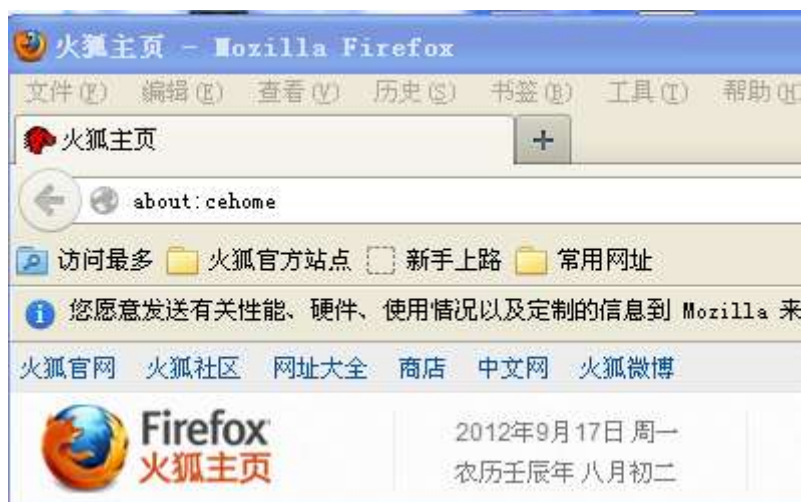 火狐主页 - Mozilla Firefox
文件(F) 编辑(E) 查看(V) 历史(S) 书签(B) 工具(T) 帮助(H
火狐主页 +
about:cehome
访问最多 火狐官方站点 新手上路 常用网址
您愿意发送有关性能、硬件、使用情况以及定制的信息到 Mozilla 来
火狐官网 火狐社区 网址大全 商店 中文网 火狐微博
Firefox 2012年9月17日 周一
火狐主页 农历壬辰年 八月初二